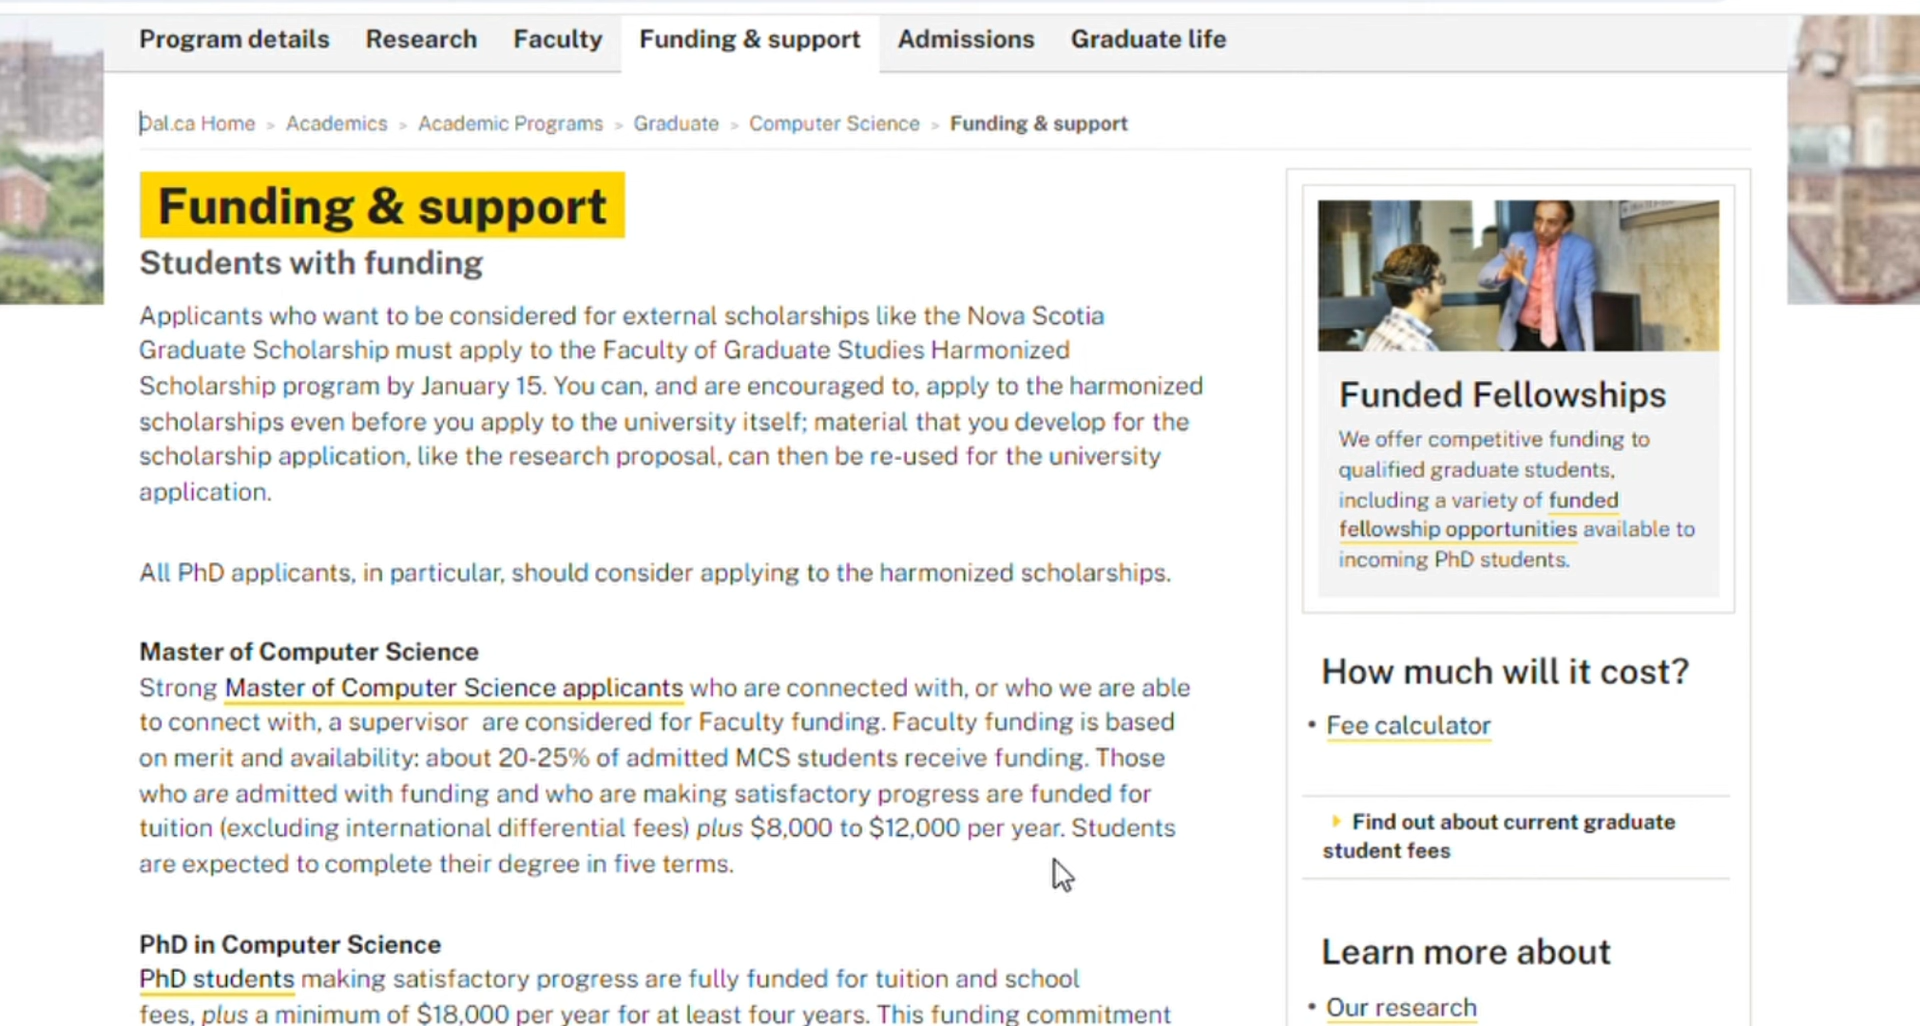 Program details Research Faculty Funding & support Admissions Graduate life
Dal.ca Home > Academics > Academic Programs > Graduate > Computer Science > Funding & support
Funding & support
Students with funding
Applicants who want to be considered for external scholarships like the Nova Scotia
Graduate Scholarship must apply to the Faculty of Graduate Studies Harmonized
Scholarship program by January 15. You can, and are encouraged to, apply to the harmonized
scholarships even before you apply to the university itself; material that you develop for the
scholarship application, like the research proposal, can then be re-used for the university
application.
All PhD applicants, in particular, should consider applying to the harmonized scholarships.
Master of Computer Science
Strong Master of Computer Science applicants who are connected with, or who we are able
to connect with, a supervisor are considered for Faculty funding. Faculty funding is based
on merit and availability: about 20-25% of admitted MCS students receive funding. Those
who are admitted with funding and who are making satisfactory progress are funded for
tuition (excluding international differential fees) plus $8,000 to $12,000 per year. Students
are expected to complete their degree in five terms.
PhD in Computer Science
PhD students making satisfactory progress are fully funded for tuition and school
fees, plus a minimum of $18,000 per year for at least four years. This funding commitment
Funded Fellowships
We offer competitive funding to
qualified graduate students,
including a variety of funded
fellowship opportunities available to
incoming PhD students.
How much will it cost?
• Fee calculator
Find out about current graduate
student fees
Learn more about
• Our research